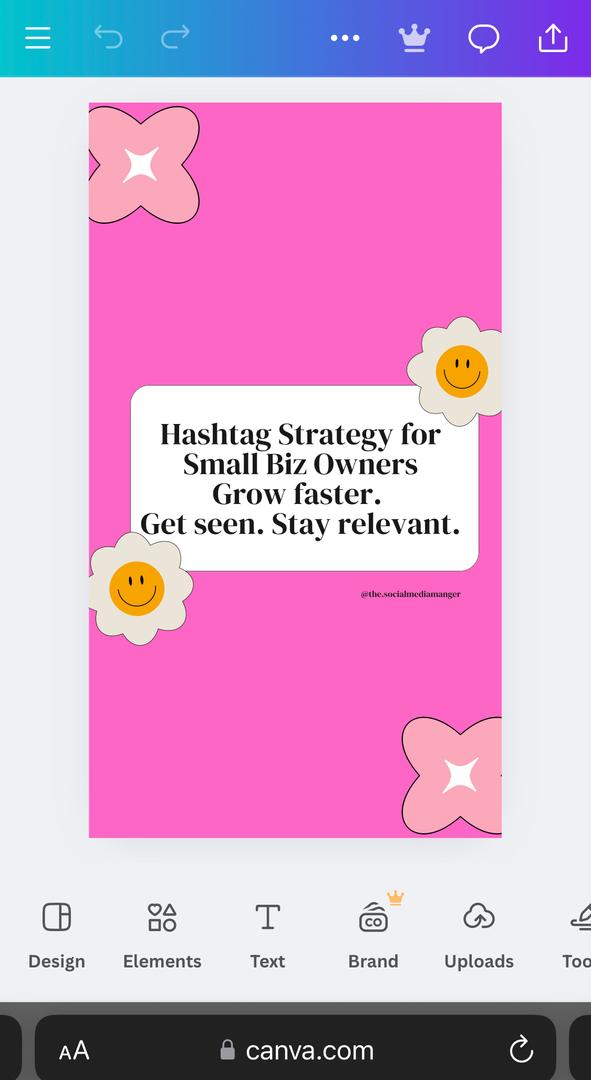 Hashtag Strategy for
Small Biz Owners
Grow faster.
Get seen. Stay relevant.
@the.socialmediamanger
Design
Elements
Text
CO
Brand
Uploads
Too
AA
canva.com